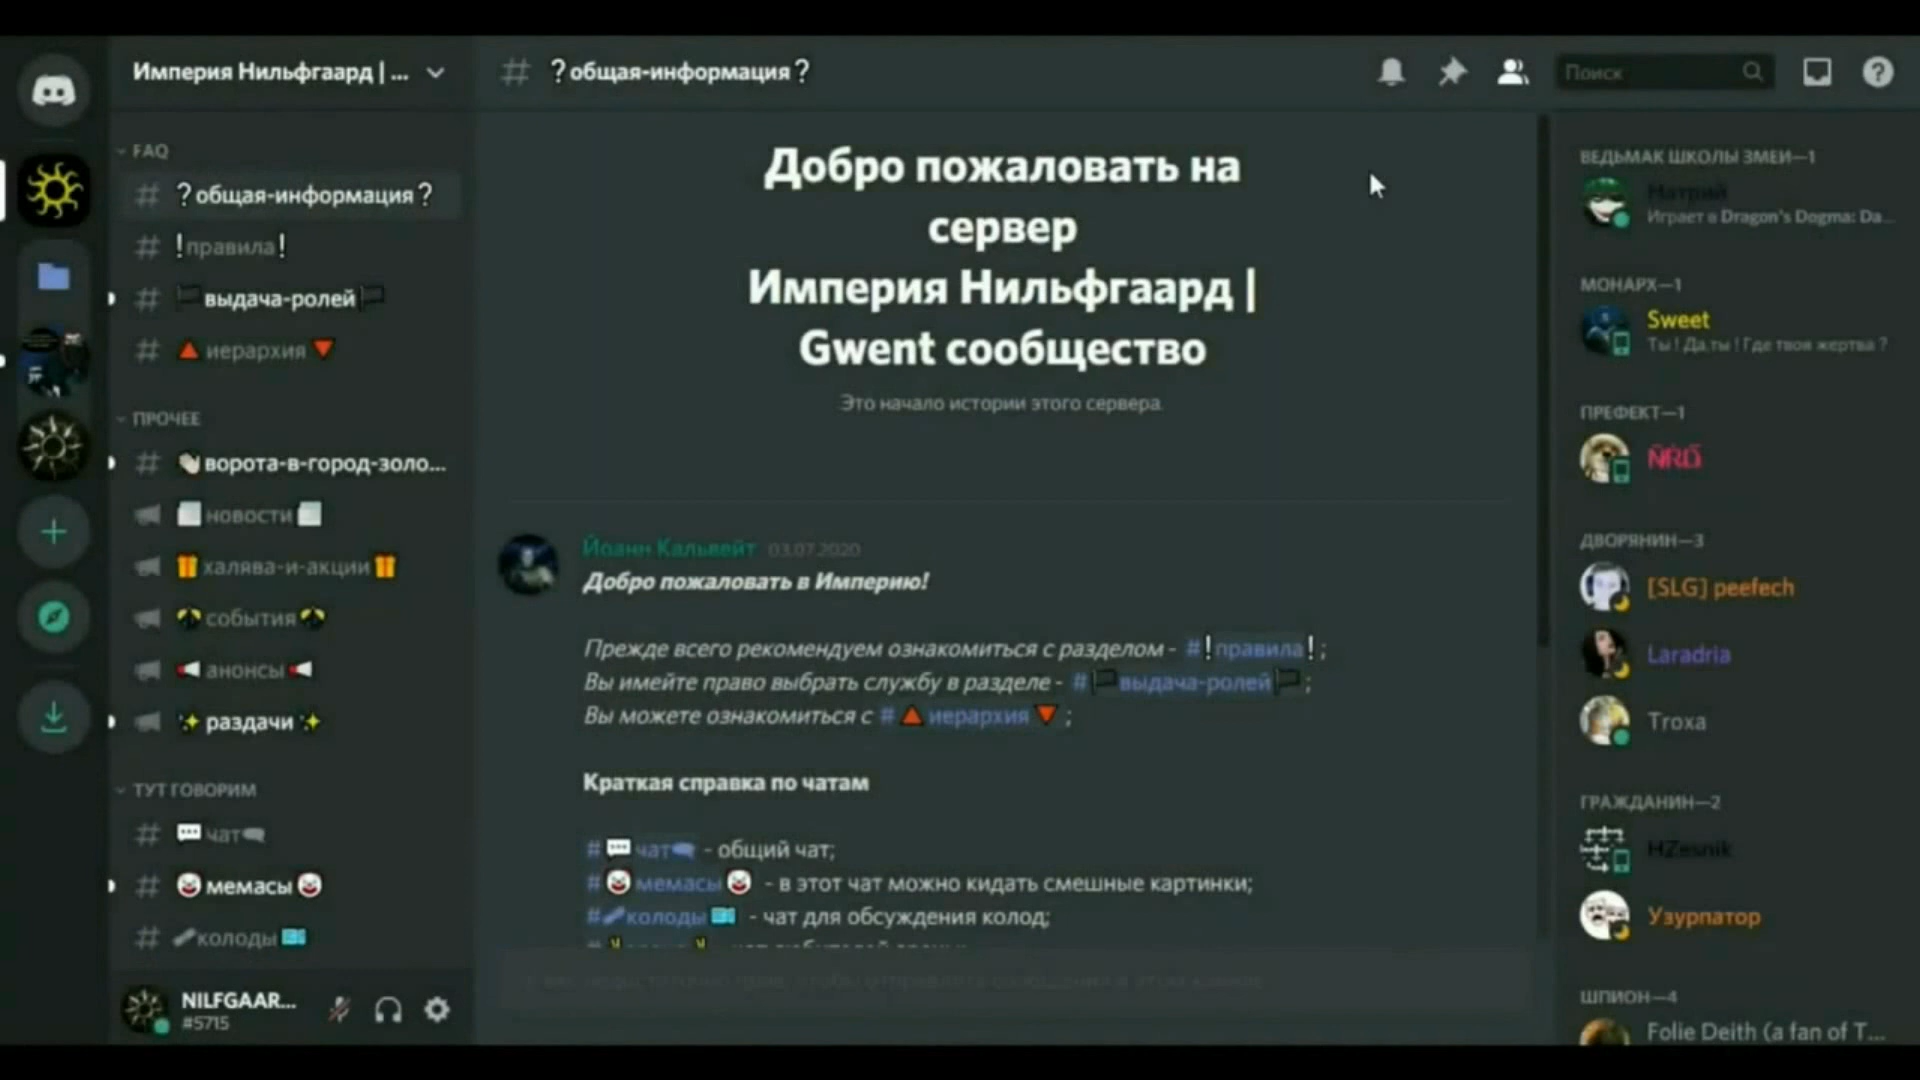 Империя Нильфгаард | ...
FAQ
?общая-информация?
!правила!
выдача-ролей
иерархия
ПРОЧЕЕ
ворота-в-город-золо...
новости
халява-и-акции
события
анонсы
раздачи
ТУТ ГОВОРИМ
чат
мемасы
колоды
NILFGAAR...
#5715
?общая-информация?
Поиск
Добро пожаловать на
сервер
Империя Нильфгаард |
Gwent сообщество
Это начало истории этого сервера.
Йоанн Кальвейт 03.07.2020
Добро пожаловать в Империю!
Прежде всего рекомендуем ознакомиться с разделом - #!правила!;
Вы имейте право выбрать службу в разделе - #выдача-ролей;
Вы можете ознакомиться с #иерархия;
Краткая справка по чатам
#чат - общий чат;
#мемасы - в этот чат можно кидать смешные картинки;
#колоды - чат для обсуждения колод;
ВЕДЬМАК ШКОЛЫ ЗМЕИ—1
Натрий
Играет в Dragon's Dogma: Da...
МОНАРХ—1
Sweet
Ты ! Да,ты ! Где твоя жертва ?
ПРЕФЕКТ—1
ДВОРЯНИН—3
[SLG] peefech
Laradria
Troxa
ГРАЖДАНИН—2
HZesnik
Узурпатор
ШПИОН—4
Folie Deith (a fan of T...